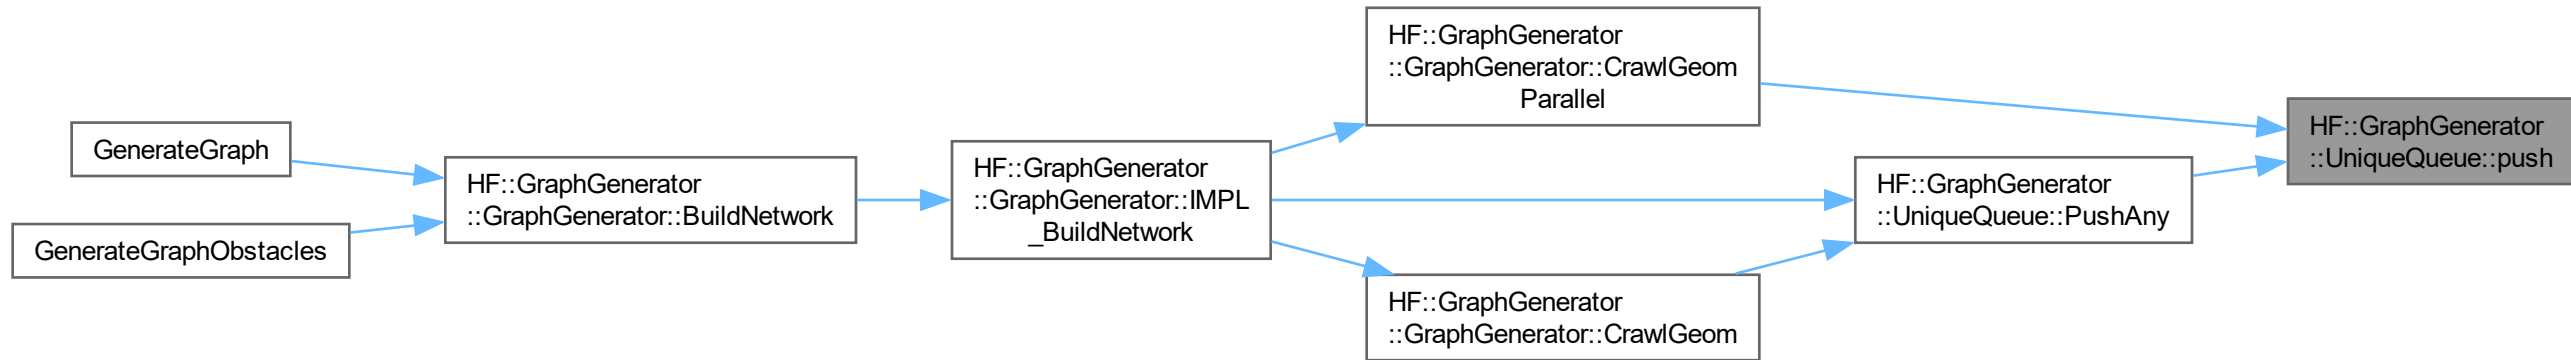 GenerateGraph
GenerateGraphObstacles
HF::GraphGenerator
::GraphGenerator::BuildNetwork
HF::GraphGenerator
::GraphGenerator::IMPL
_BuildNetwork
HF::GraphGenerator
::GraphGenerator::CrawlGeom
Parallel
HF::GraphGenerator
::GraphGenerator::CrawlGeom
HF::GraphGenerator
::UniqueQueue::PushAny
HF::GraphGenerator
::UniqueQueue::push